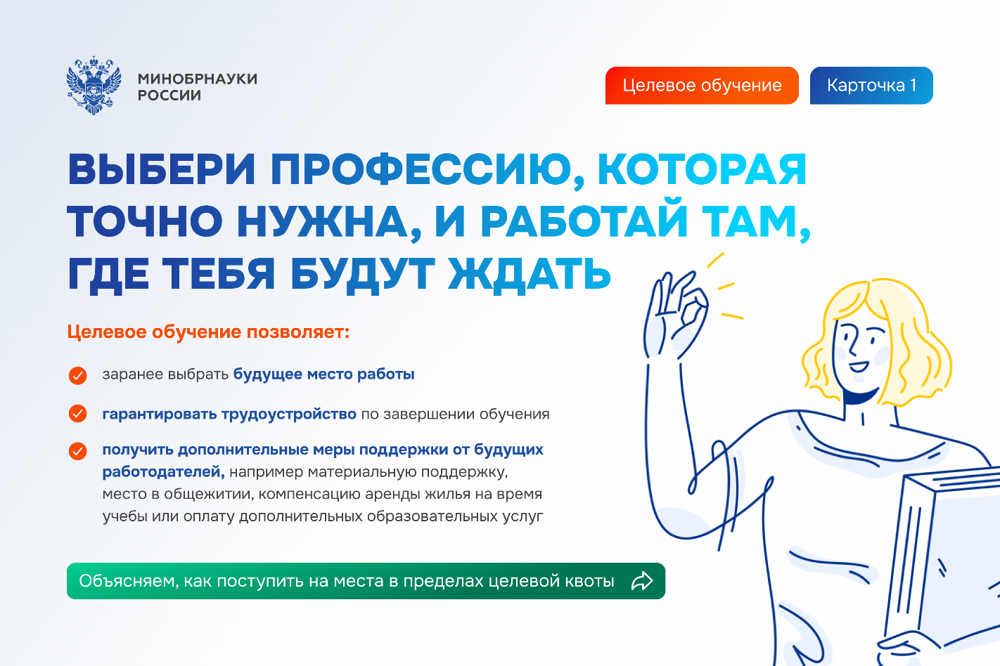 МИНОБРНАУКИ
РОССИИ
Целевое обучение
Карточка 1
ВЫБЕРИ ПРОФЕССИЮ, КОТОРАЯ
ТОЧНО НУЖНА, И РАБОТАЙ ТАМ,
ГДЕ ТЕБЯ БУДУТ ЖДАТЬ
Целевое обучение позволяет:
заранее выбрать будущее место работы
гарантировать трудоустройство по завершении обучения
получить дополнительные меры поддержки от будущих
работодателей, например материальную поддержку,
место в общежитии, компенсацию аренды жилья на время
учебы или оплату дополнительных образовательных услуг
Объясняем, как поступить на места в пределах целевой квоты